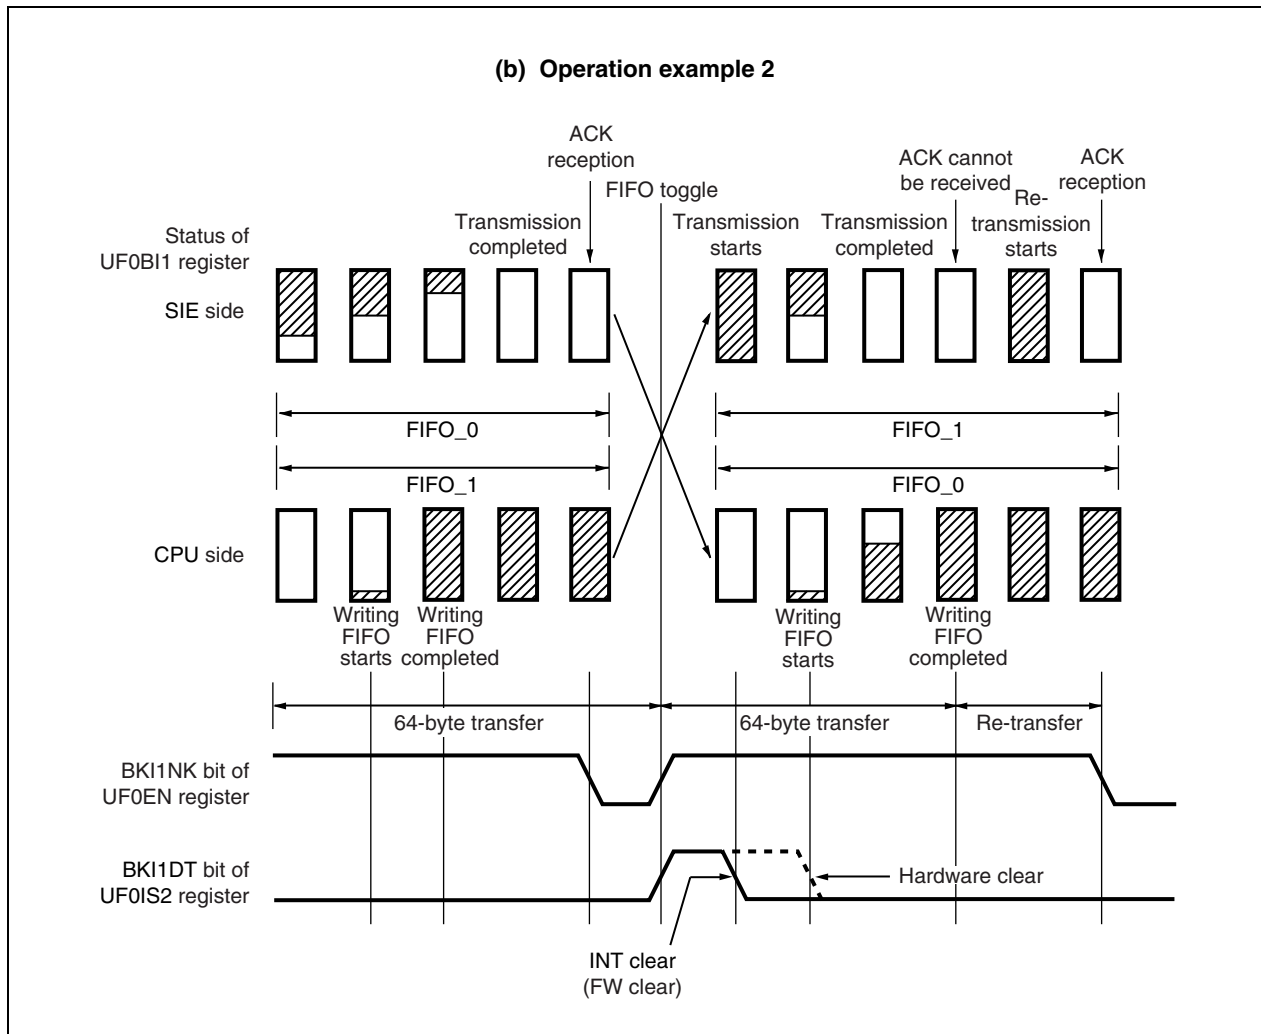 (b) Operation example 2
ACK
reception
FIFO toggle
ACK cannot
be received
ACK
reception
Transmission
completed
Transmission
starts
Transmission
completed
Re-
transmission
starts
Status of
UF0BI1 register
SIE side
FIFO_0
FIFO_1
FIFO_1
FIFO_0
CPU side
Writing
FIFO
starts
Writing
FIFO
completed
Writing
FIFO
starts
Writing
FIFO
completed
64-byte transfer
64-byte transfer
Re-transfer
BKI1NK bit of
UF0EN register
BKI1DT bit of
UF0IS2 register
Hardware clear
INT clear
(FW clear)